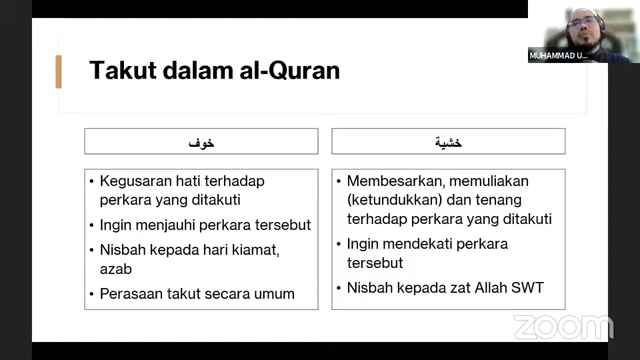 MUHAMMAD U...
Takut dalam al-Quran
خوف
• Kegusaran hati terhadap
perkara yang ditakuti
• Ingin menjauhi perkara tersebut
• Nisbah kepada hari kiamat,
azab
• Perasaan takut secara umum
خشية
• Membesarkan, memuliakan
(ketundukkan) dan tenang
terhadap perkara yang ditakuti
• Ingin mendekati perkara
tersebut
• Nisbah kepada zat Allah SWT
zoom